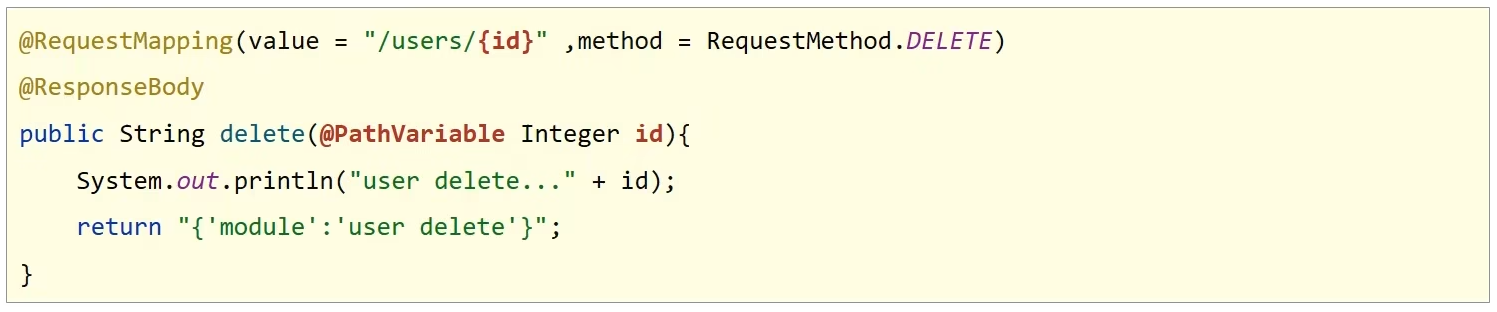 @RequestMapping(value = "/users/{id}" ,method = RequestMethod.DELETE)
@ResponseBody
public String delete(@PathVariable Integer id){
    System.out.println("user delete..." + id);
    return "{'module':'user delete'}";
}